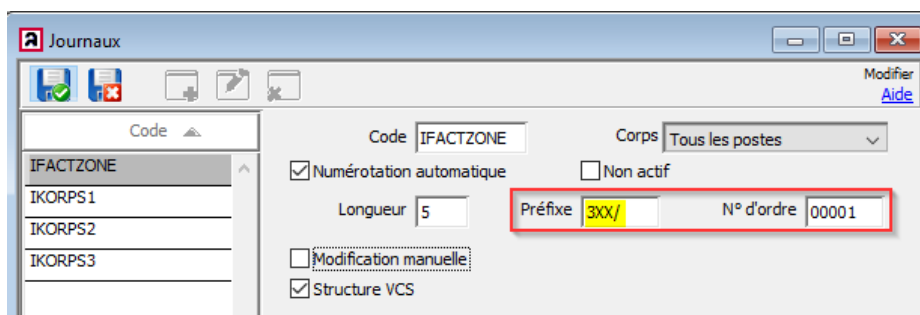 a Journaux
Modifier
Aide
Code
IFACTZONE
IKORPS1
IKORPS2
IKORPS3
Code IFACTZONE Corps Tous les postes
Numérotation automatique Non actif
Longueur 5 Préfixe 3XX/ N° d'ordre 00001
Modification manuelle
Structure VCS